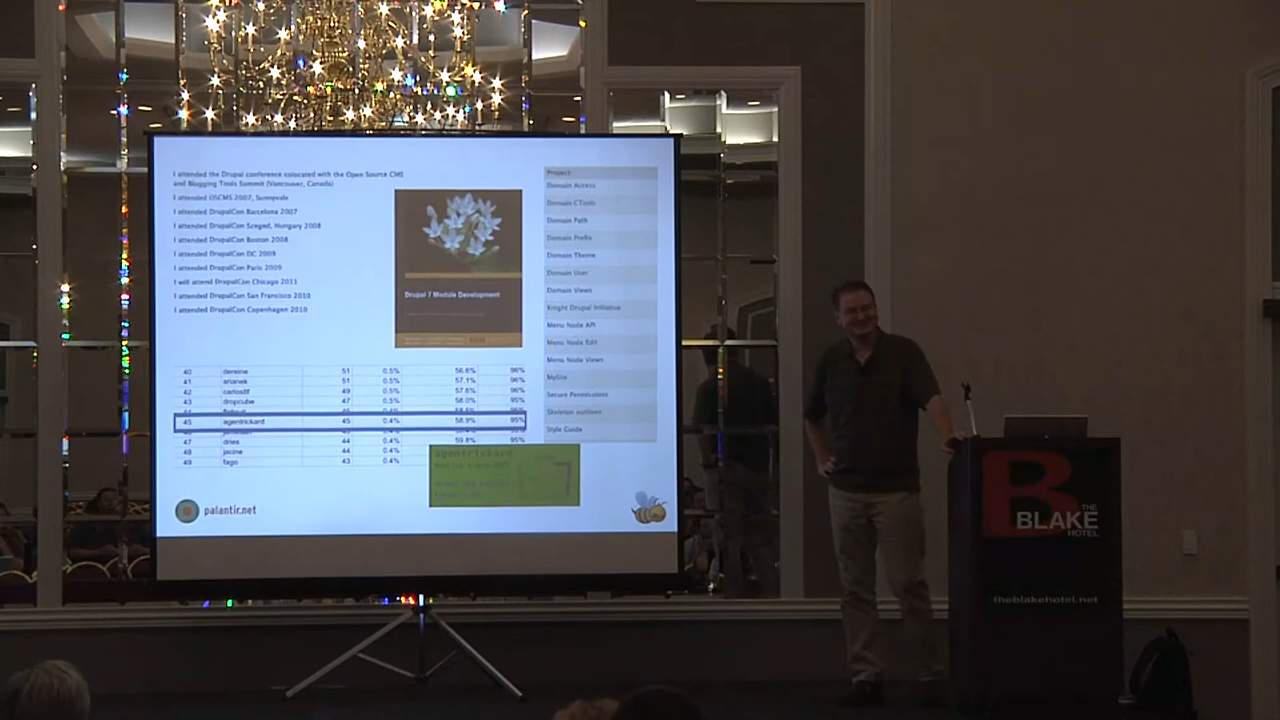 I attended the Drupal conference colocated with the Open Source CMS
and Blogging Tools Summit (Vancouver, Canada)
I attended OSCMS 2007, Sunnyvale
I attended DrupalCon Barcelona 2007
I attended DrupalCon Szeged, Hungary 2008
I attended DrupalCon Boston 2008
I attended DrupalCon DC 2009
I attended DrupalCon Paris 2009
I will attend DrupalCon Chicago 2011
I attended DrupalCon San Francisco 2010
I attended DrupalCon Copenhagen 2010
Drupal 7 Module Development
Project
Domain Access
Domain CTools
Domain Path
Domain Prefix
Domain Theme
Domain User
Domain Views
Knight Drupal Initiative
Menu Node API
Menu Node Edit
Menu Node Views
MySite
Secure Permissions
Skeleton outlines
Style Guide
40 dereine 51 0.5% 56.6% 96%
41 arianek 51 0.5% 57.1% 96%
42 carlos8f 49 0.5% 57.6% 96%
43 dropcube 47 0.5% 58.0% 95%
45 agentrickard 45 0.4% 58.9% 95%
47 dries 44 0.4% 59.8% 95%
48 jacine 44 0.4%
49 fago 43 0.4%
agentrickard
palantir.net
B
THE
BLAKE
HOTEL
theblakehotel.net